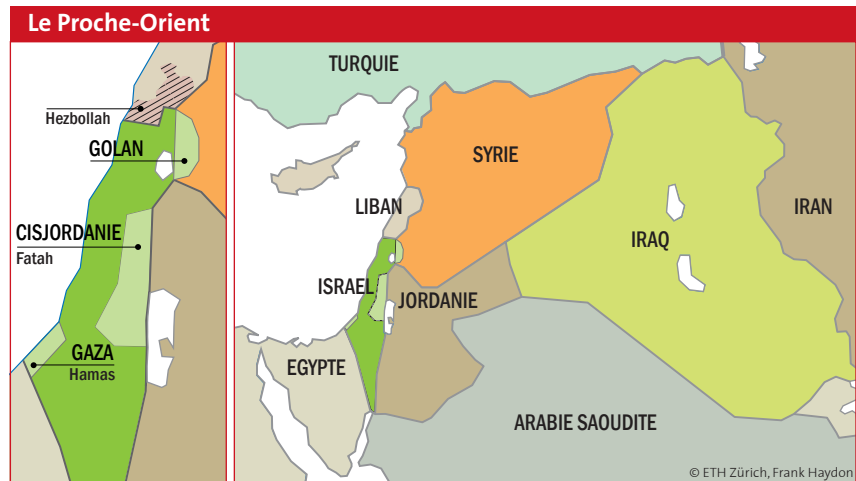 Le Proche-Orient
Hezbollah
GOLAN
CISJORDANIE
Fatah
GAZA
Hamas
TURQUIE
SYRIE
LIBAN
IRAN
IRAQ
ISRAEL
JORDANIE
EGYPTE
ARABIE SAOUDITE
© ETH Zürich, Frank Haydon